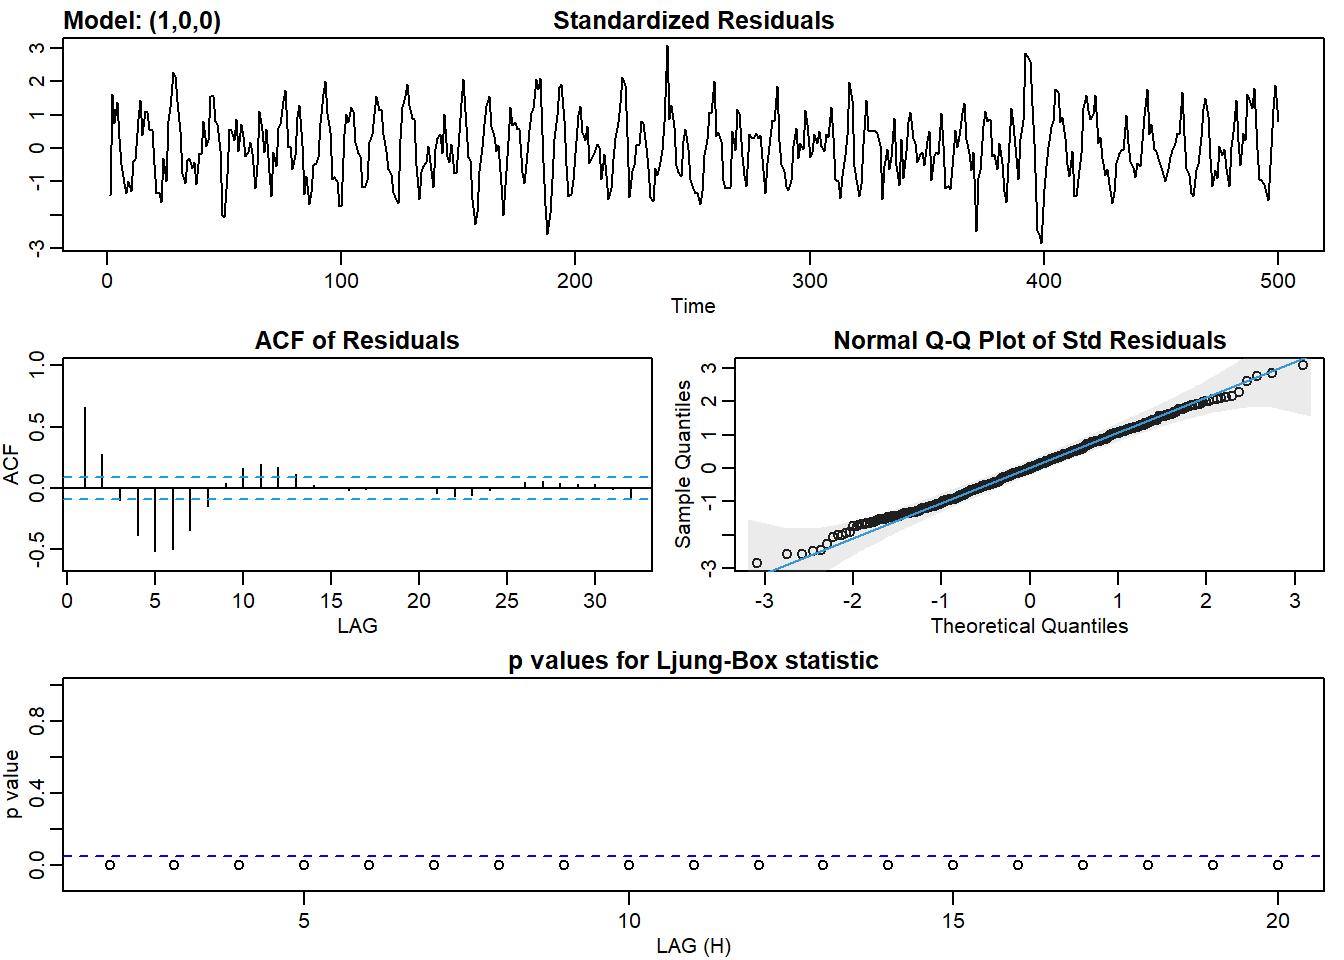 Model: (1,0,0) Standardized Residuals
3
2
1
0
-1
-3
0 100 200 300 400 500
Time
ACF of Residuals
ACF
1.0
0.5
0.0
-0.5
0 5 10 15 20 25 30
LAG
Normal Q-Q Plot of Std Residuals
Sample Quantiles
3
2
1
0
-1
-3
-3 -2 -1 0 1 2 3
Theoretical Quantiles
p values for Ljung-Box statistic
p value
0.8
0.4
0.0
5 10 15 20
LAG (H)